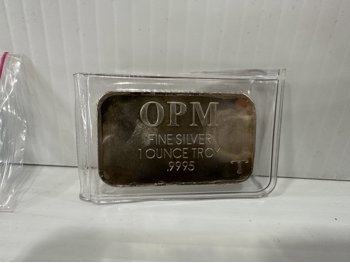 OPM
FINE SILVER
1 OUNCE TROY
.9995
T